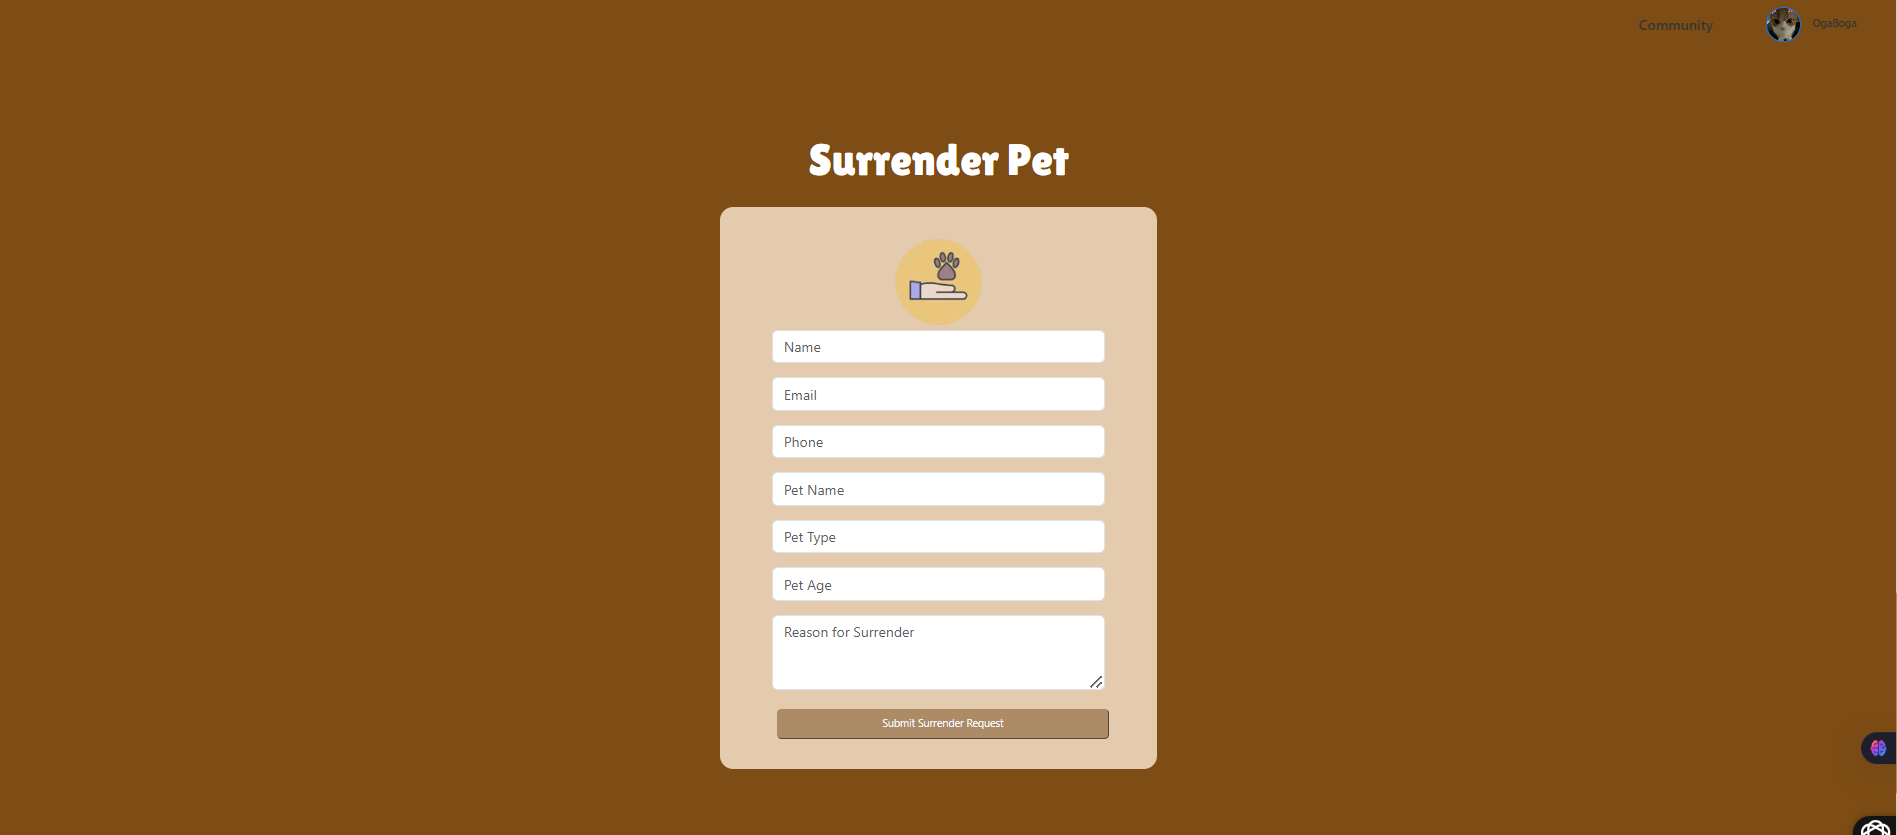 Community
OgaBoga
Surrender Pet
Name
Email
Phone
Pet Name
Pet Type
Pet Age
Reason for Surrender
Submit Surrender Request